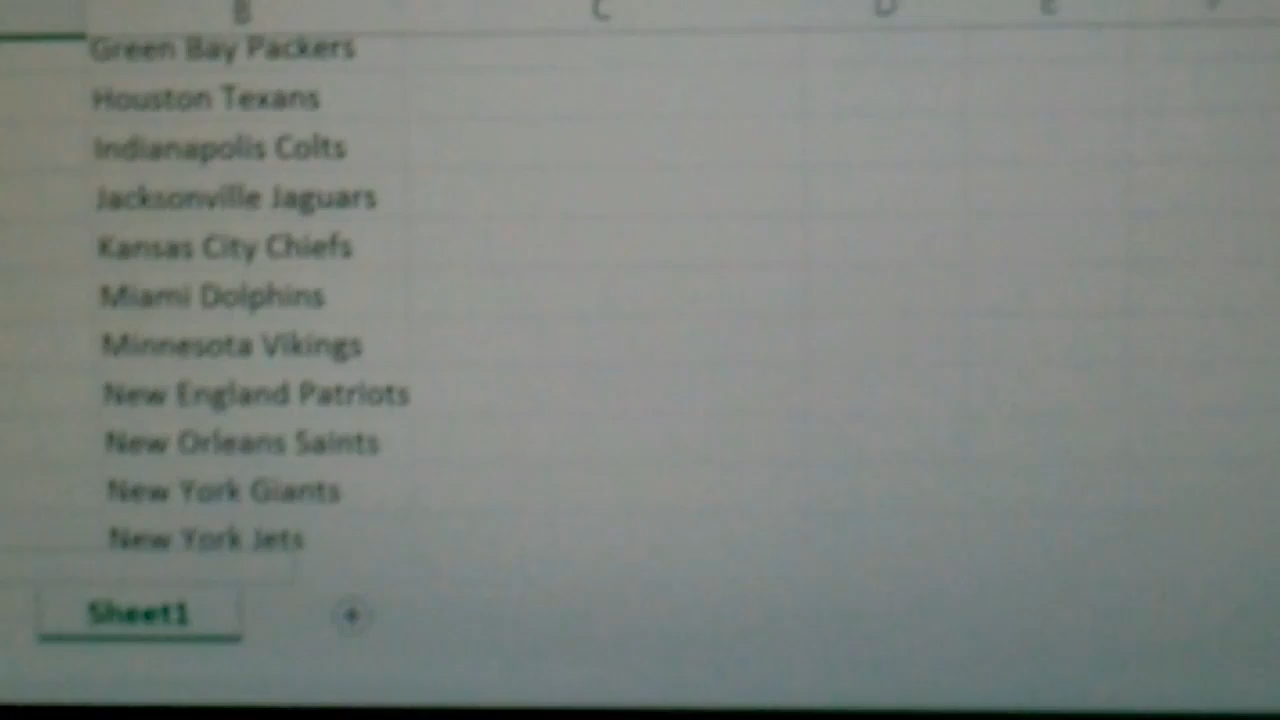 B C D E
Green Bay Packers
Houston Texans
Indianapolis Colts
Jacksonville Jaguars
Kansas City Chiefs
Miami Dolphins
Minnesota Vikings
New England Patriots
New Orleans Saints
New York Giants
New York Jets
Sheet1 +